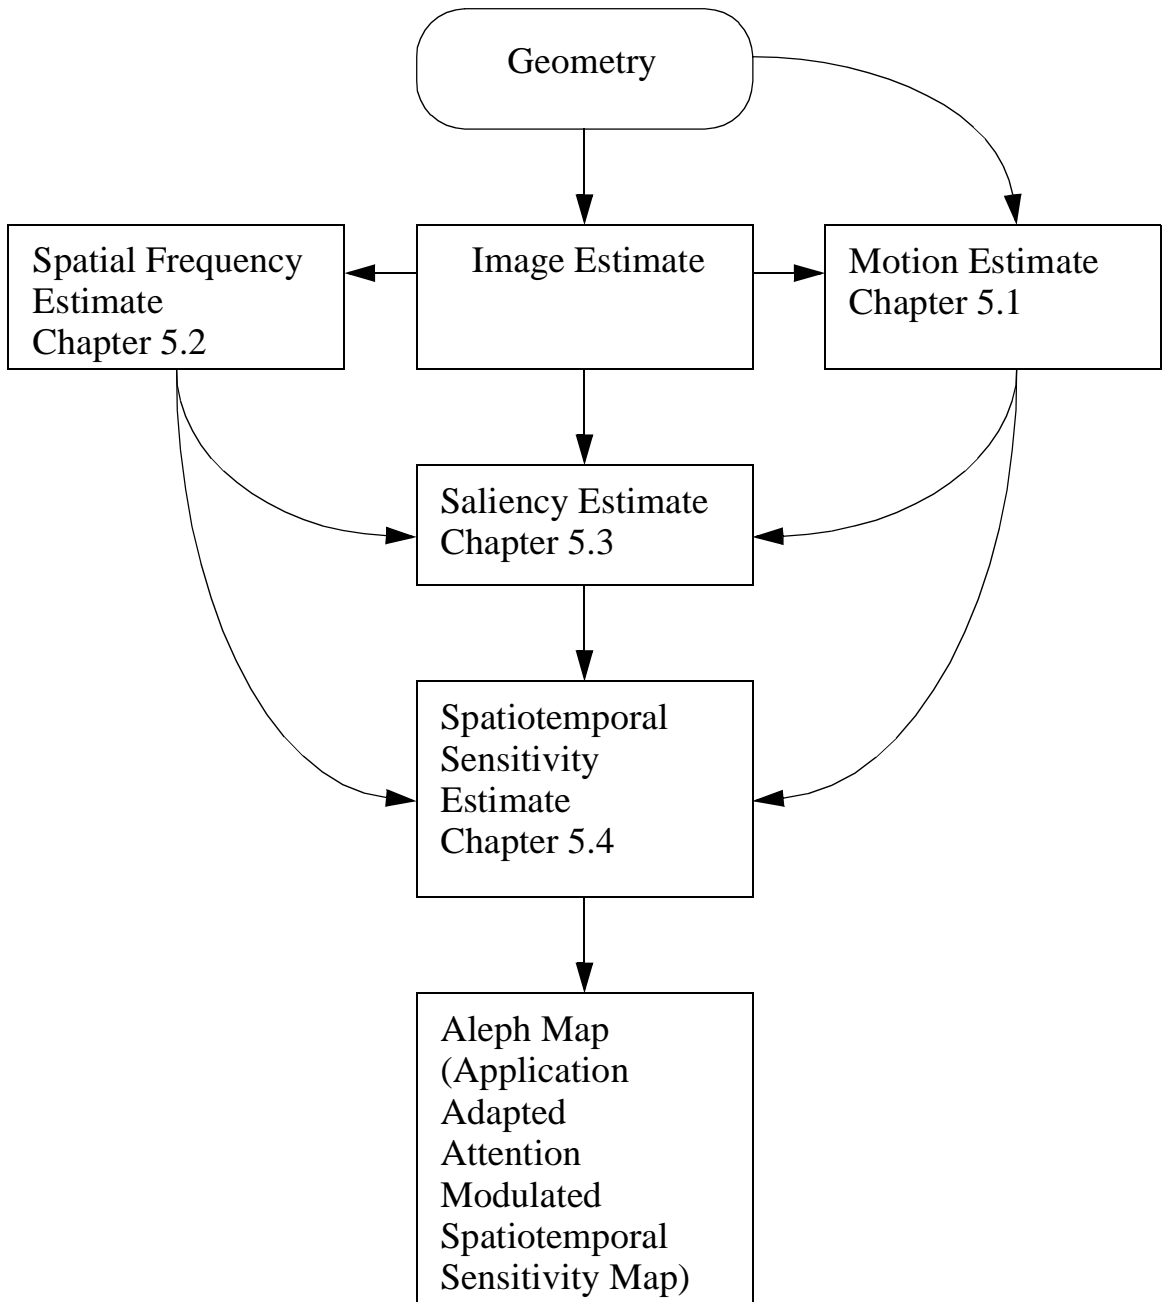 Geometry
Spatial Frequency
Estimate
Chapter 5.2
Image Estimate
Motion Estimate
Chapter 5.1
Saliency Estimate
Chapter 5.3
Spatiotemporal
Sensitivity
Estimate
Chapter 5.4
Aleph Map
(Application
Adapted
Attention
Modulated
Spatiotemporal
Sensitivity Map)